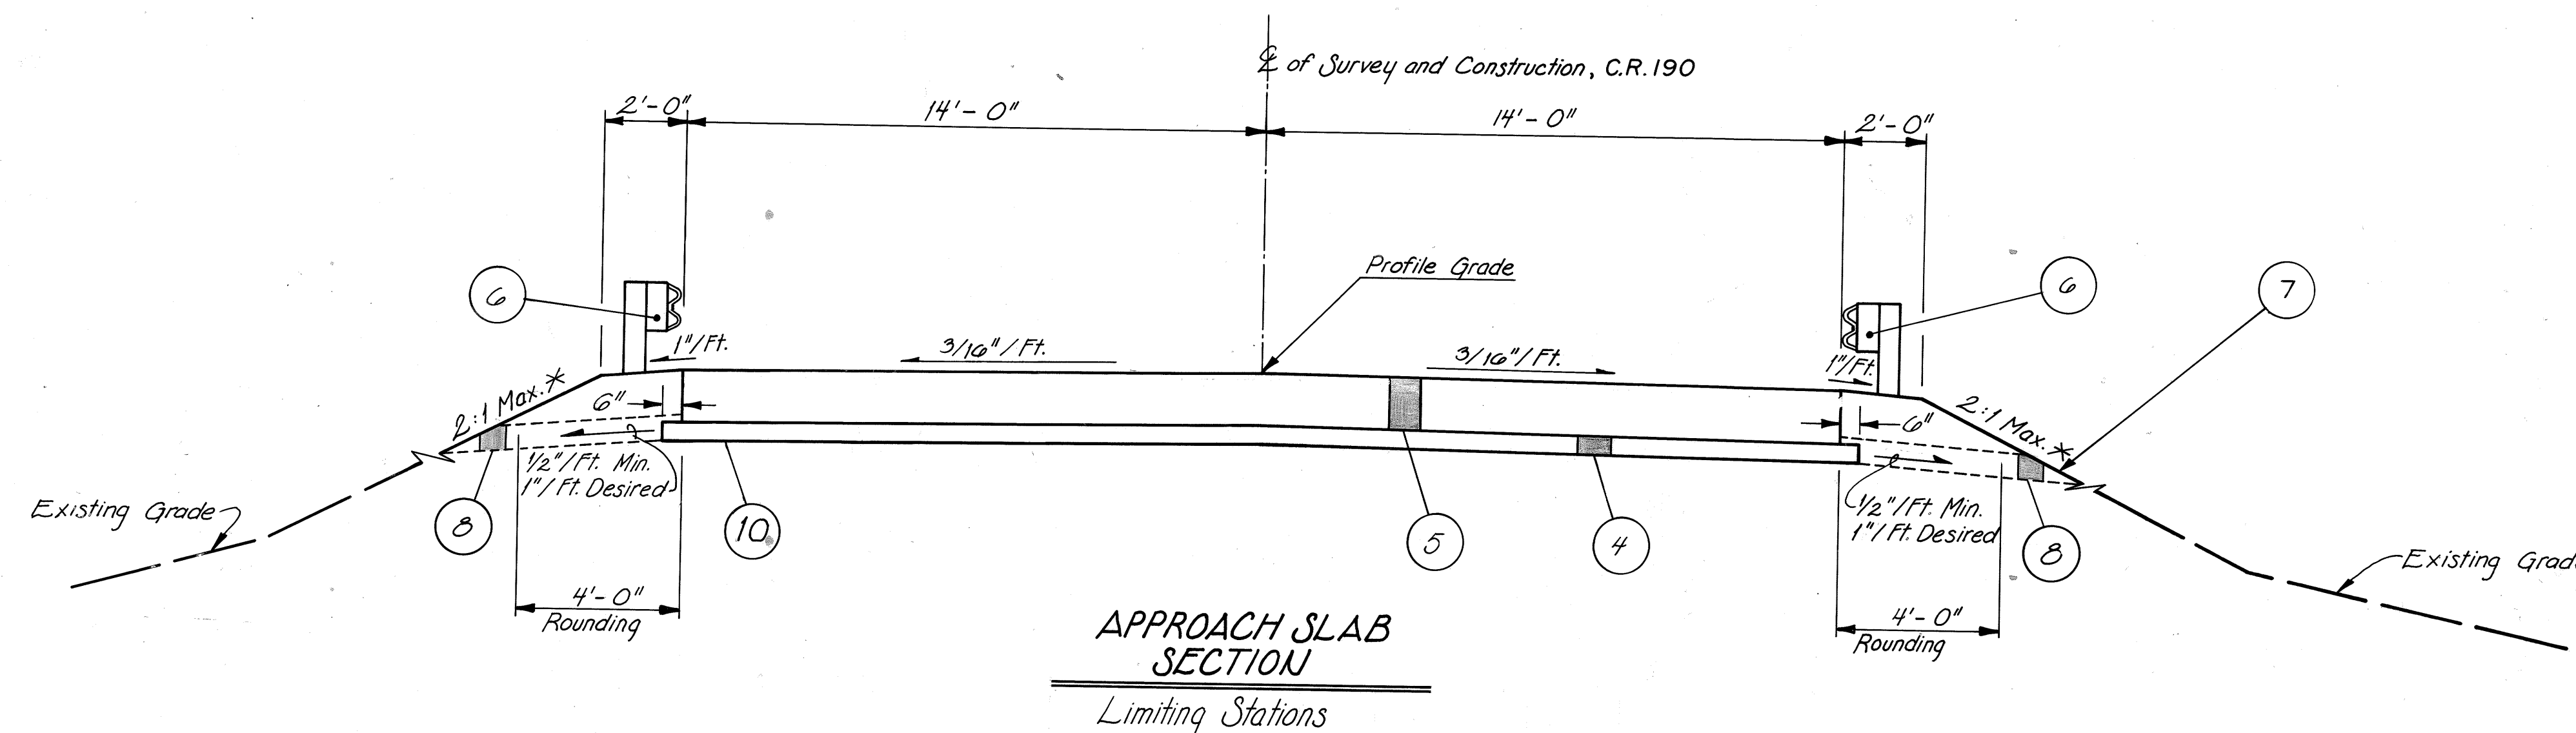 ℄ of Survey and Construction, C.R.190
2'-0"
14'-0"
14'-0"
2'-0"
Profile Grade
6
6
7
1"/Ft.
3/16"/Ft.
3/16"/Ft.
1"/Ft.
2:1 Max.*
6"
6"
2:1 Max.*
1/2"/Ft. Min.
1"/Ft. Desired
1/2"/Ft. Min.
1"/Ft. Desired
Existing Grade
8
10
5
4
8
Existing Grad
4'-0"
Rounding
4'-0"
Rounding
APPROACH SLAB
SECTION
Limiting Stations